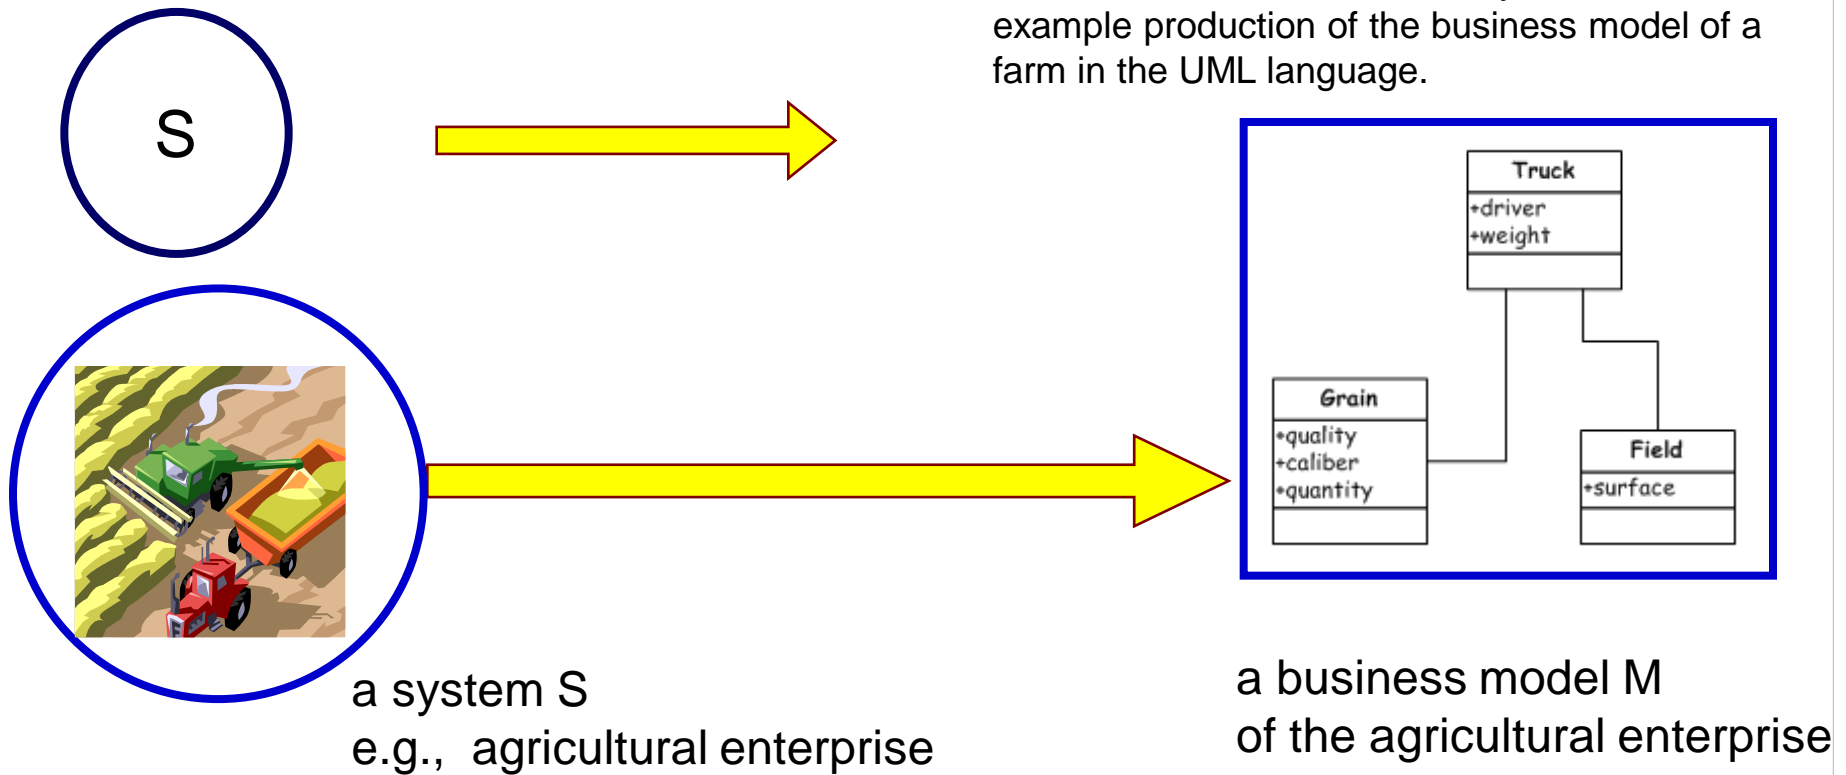 example production of the business model of a
farm in the UML language.
S
Truck
+driver
+weight
Grain
+quality
+caliber
+quantity
Field
+surface
a system S
e.g., agricultural enterprise
a business model M
of the agricultural enterprise